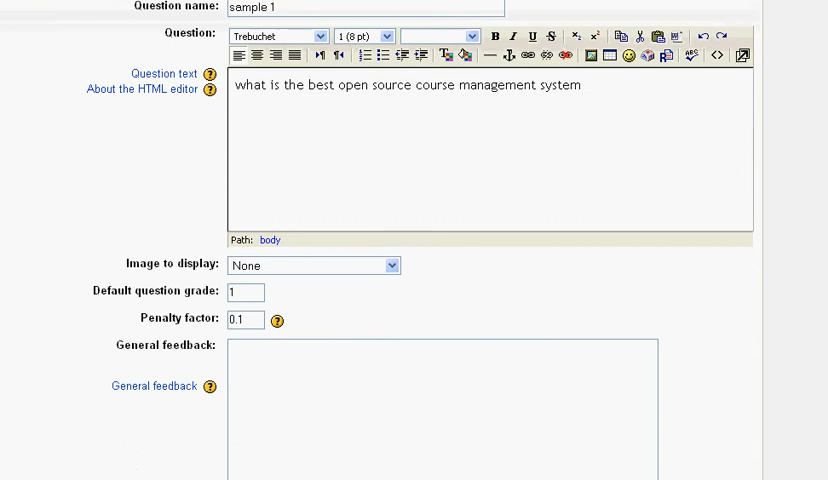 Question name: sample 1
Question: Trebuchet 1 (8 pt) B I U S
Question text
About the HTML editor
what is the best open source course management system
Path: body
Image to display: None
Default question grade: 1
Penalty factor: 0.1
General feedback:
General feedback